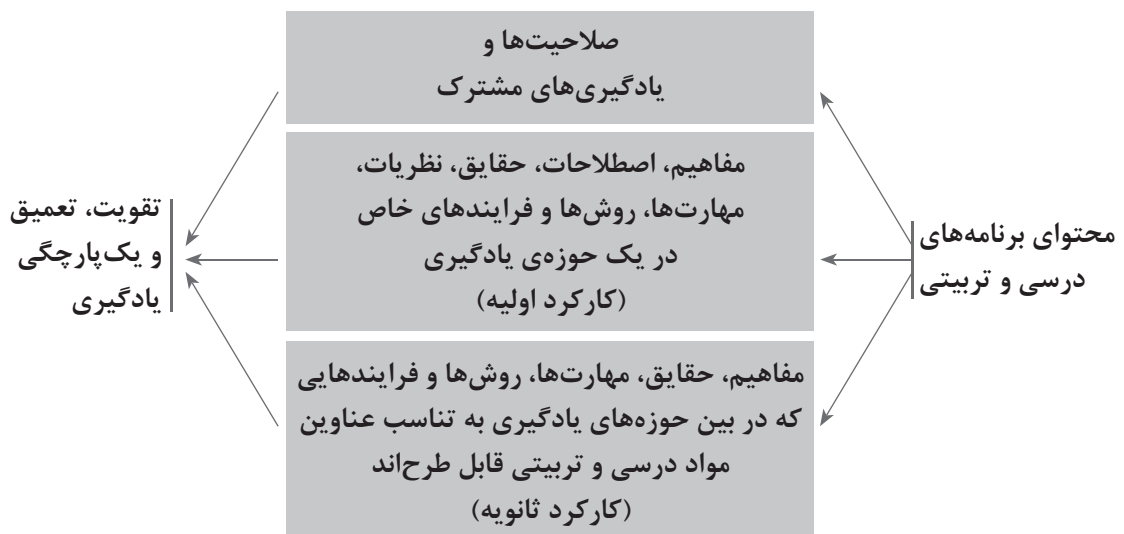 محتوای برنامه‌های
درسی و تربیتی
صلاحیت‌ها و
یادگیری‌های مشترک
مفاهیم، اصطلاحات، حقایق، نظریات،
مهارت‌ها، روش‌ها و فرایندهای خاص
در یک حوزه‌ی یادگیری
(کارکرد اولیه)
مفاهیم، حقایق، مهارت‌ها، روش‌ها و فرایندهایی
که در بین حوزه‌های یادگیری به تناسب عناوین
مواد درسی و تربیتی قابل طرح‌اند
(کارکرد ثانویه)
تقویت، تعمیق
و یک‌پارچگی
یادگیری